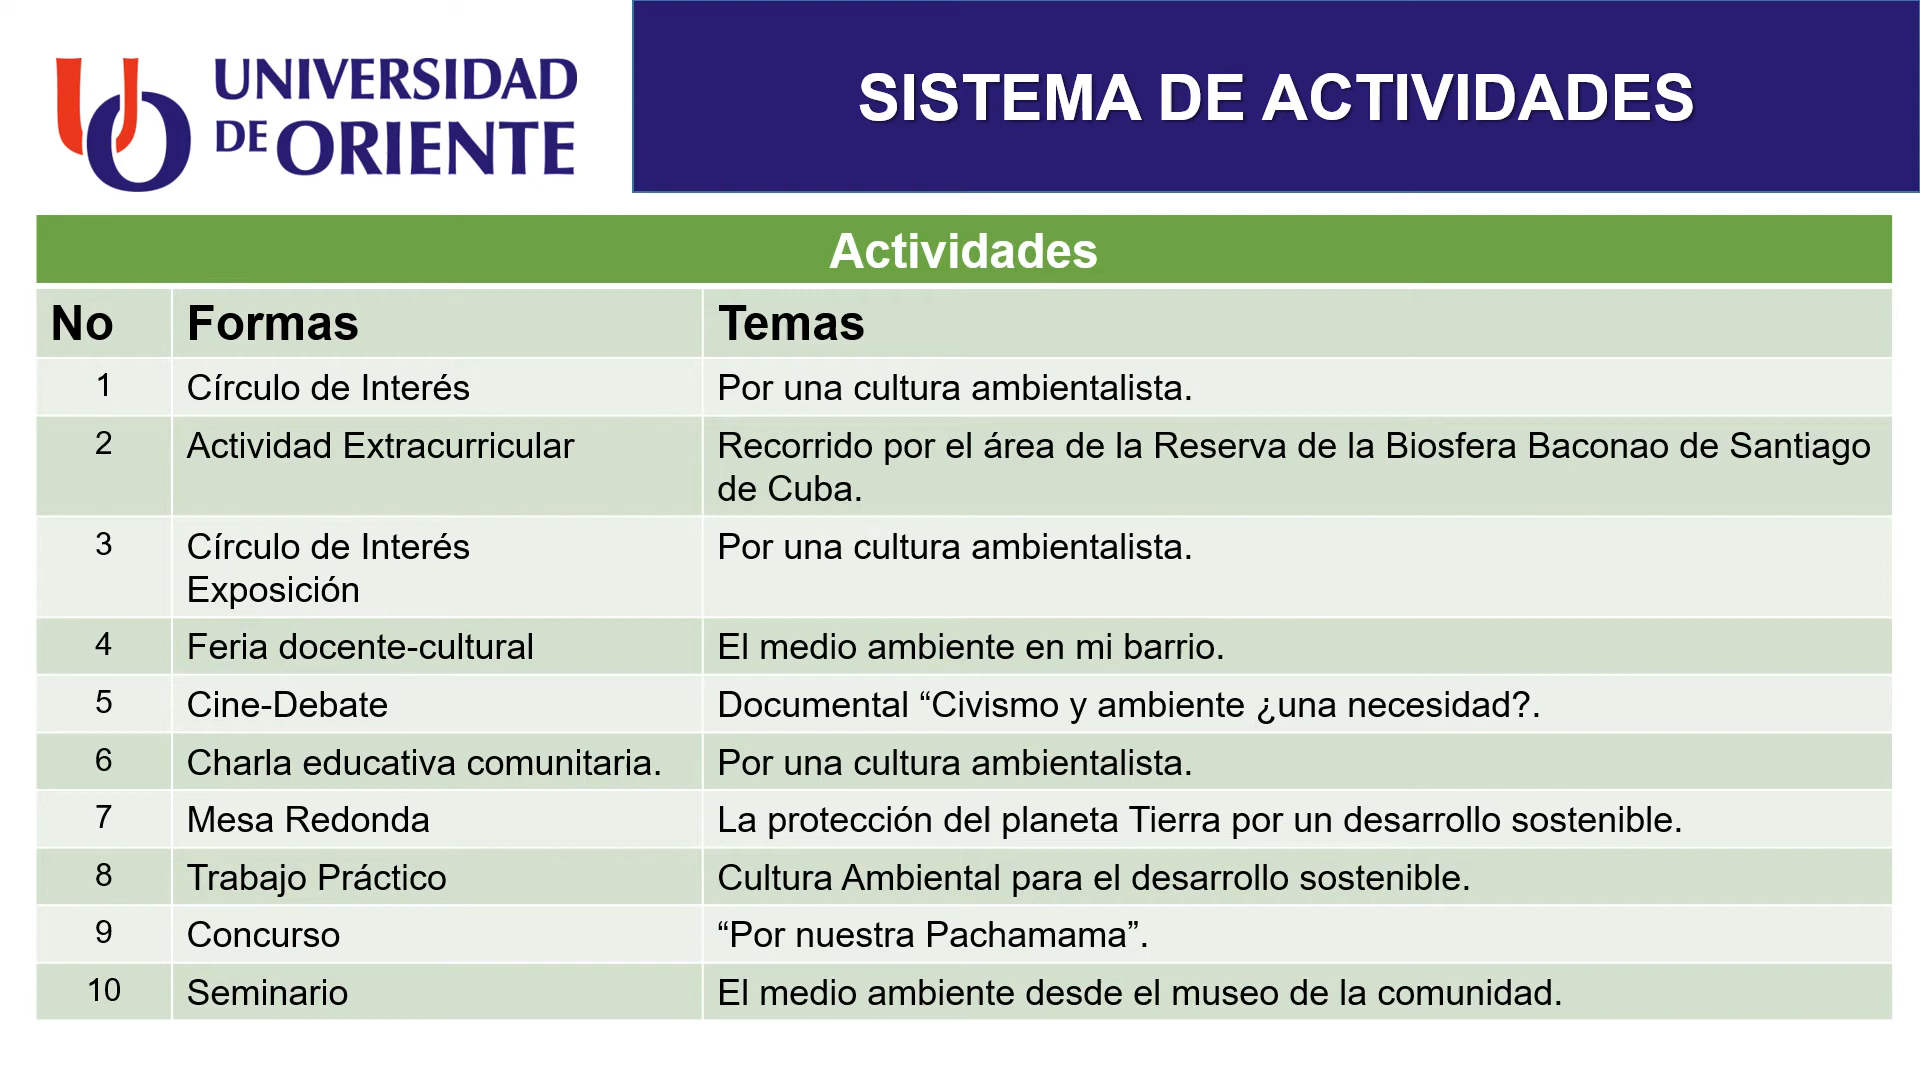 UNIVERSIDAD
DE ORIENTE
SISTEMA DE ACTIVIDADES
Actividades
No Formas Temas
1 Círculo de Interés Por una cultura ambientalista.
2 Actividad Extracurricular Recorrido por el área de la Reserva de la Biosfera Baconao de Santiago
de Cuba.
3 Círculo de Interés Por una cultura ambientalista.
Exposición
4 Feria docente-cultural El medio ambiente en mi barrio.
5 Cine-Debate Documental “Civismo y ambiente ¿una necesidad?.
6 Charla educativa comunitaria. Por una cultura ambientalista.
7 Mesa Redonda La protección del planeta Tierra por un desarrollo sostenible.
8 Trabajo Práctico Cultura Ambiental para el desarrollo sostenible.
9 Concurso “Por nuestra Pachamama”.
10 Seminario El medio ambiente desde el museo de la comunidad.